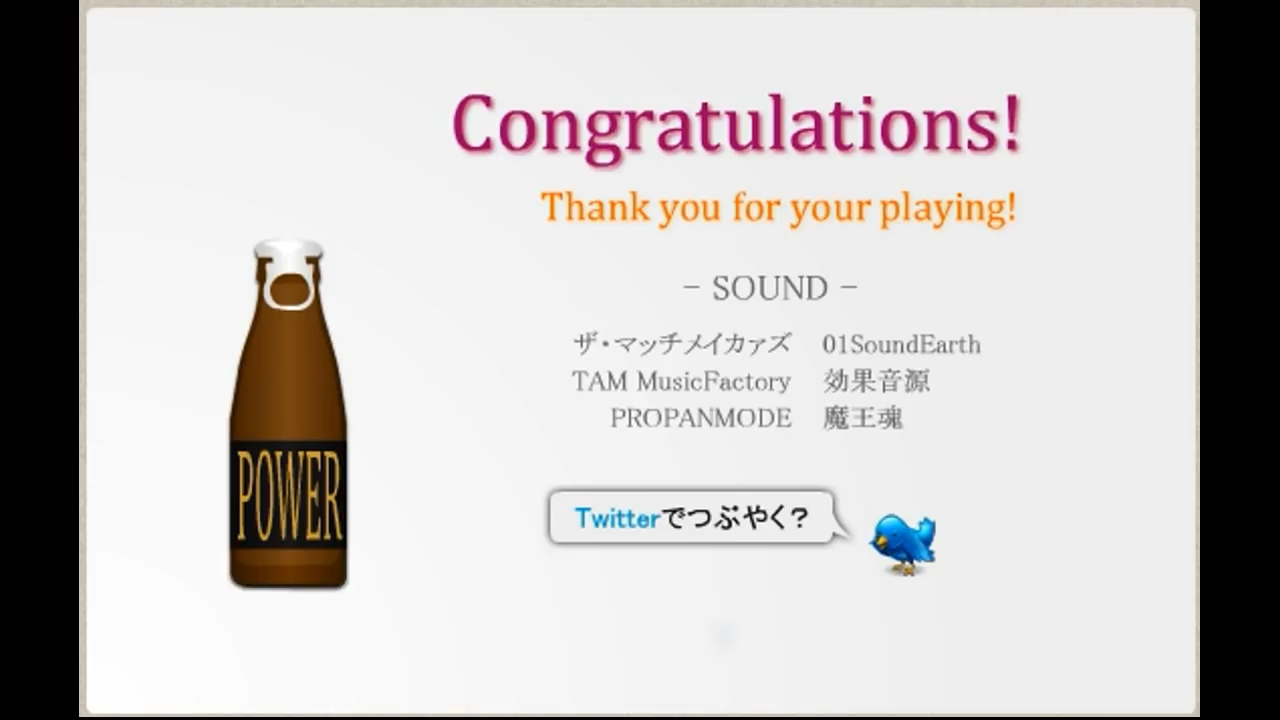 Congratulations!
Thank you for your playing!
- SOUND -
ザ・マッチメイカァズ 01SoundEarth
TAM MusicFactory 効果音源
PROPANMODE 魔王魂
POWER
Twitterでつぶやく?